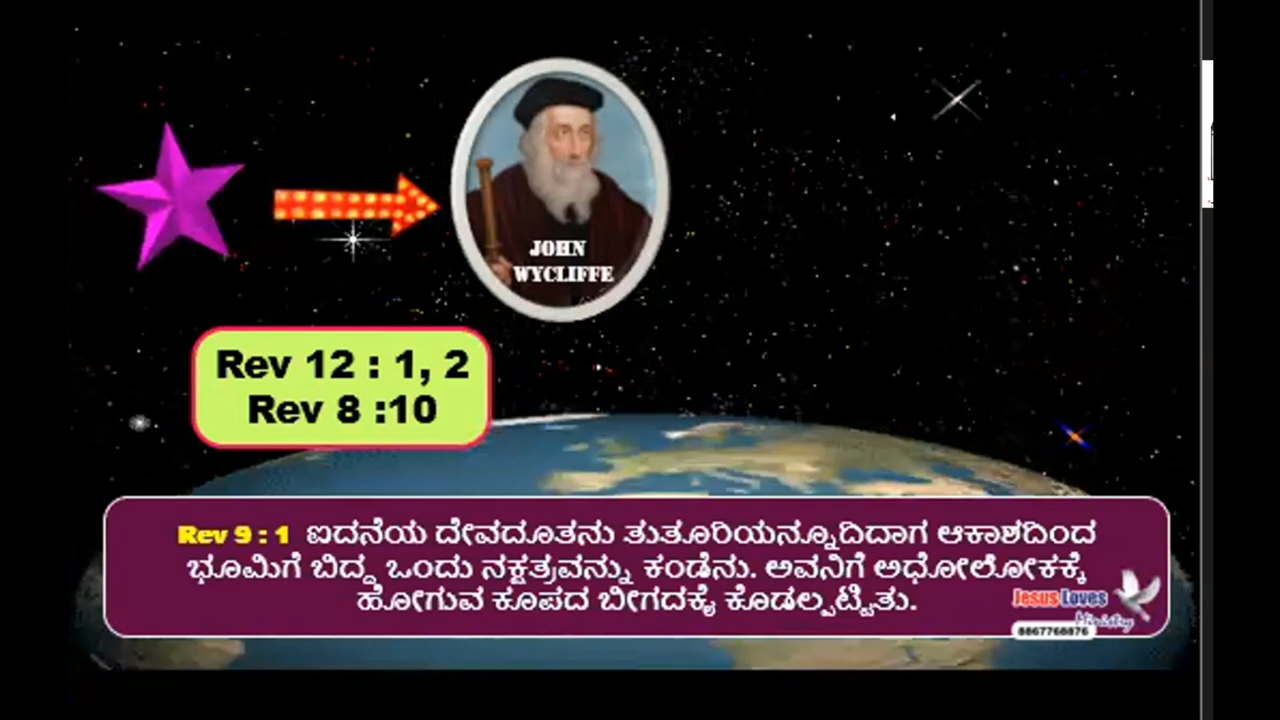 JOHN
WYCLIFFE
Rev 12 : 1, 2
Rev 8 :10
Rev 9 : 1 ಐದನೆಯ ದೇವದೂತನು ತುತೂರಿಯನ್ನೂದಿದಾಗ ಆಕಾಶದಿಂದ
ಭೂಮಿಗೆ ಬಿದ್ದ ಒಂದು ನಕ್ಷತ್ರವನ್ನು ಕಂಡೆನು. ಅವನಿಗೆ ಅಧೋಲೋಕಕ್ಕೆ
ಹೋಗುವ ಕೂಪದ ಬೀಗದಕೈ ಕೊಡಲ್ಪಟ್ಟಿತು.
Jesus Loves
Ministry
8867768876